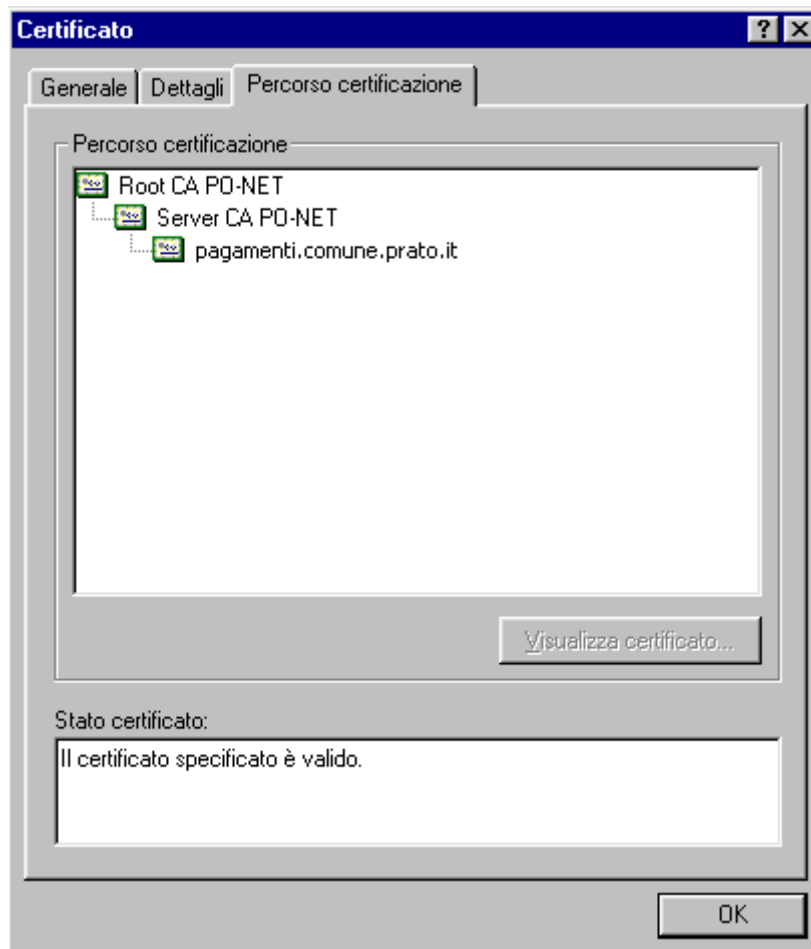 Certificato
Generale Dettagli Percorso certificazione
Percorso certificazione
Root CA PO-NET
Server CA PO-NET
pagamenti.comune.prato.it
Visualizza certificato...
Stato certificato:
Il certificato specificato è valido.
OK